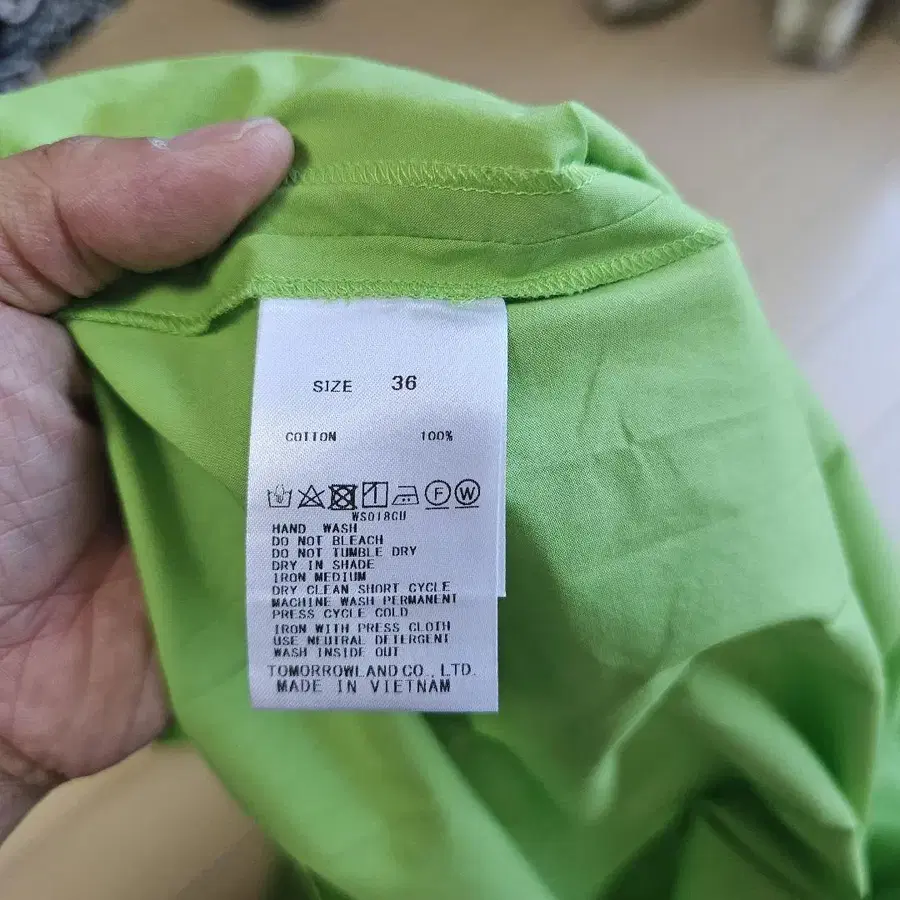 SIZE 36
COTTON 100%
F W
WS018CU
HAND WASH
DO NOT BLEACH
DO NOT TUMBLE DRY
DRY IN SHADE
IRON MEDIUM
DRY CLEAN SHORT CYCLE
MACHINE WASH PERMANENT
PRESS CYCLE COLD
IRON WITH PRESS CLOTH
USE NEUTRAL DETERGENT
WASH INSIDE OUT
TOMORROWLAND CO., LTD.
MADE IN VIETNAM